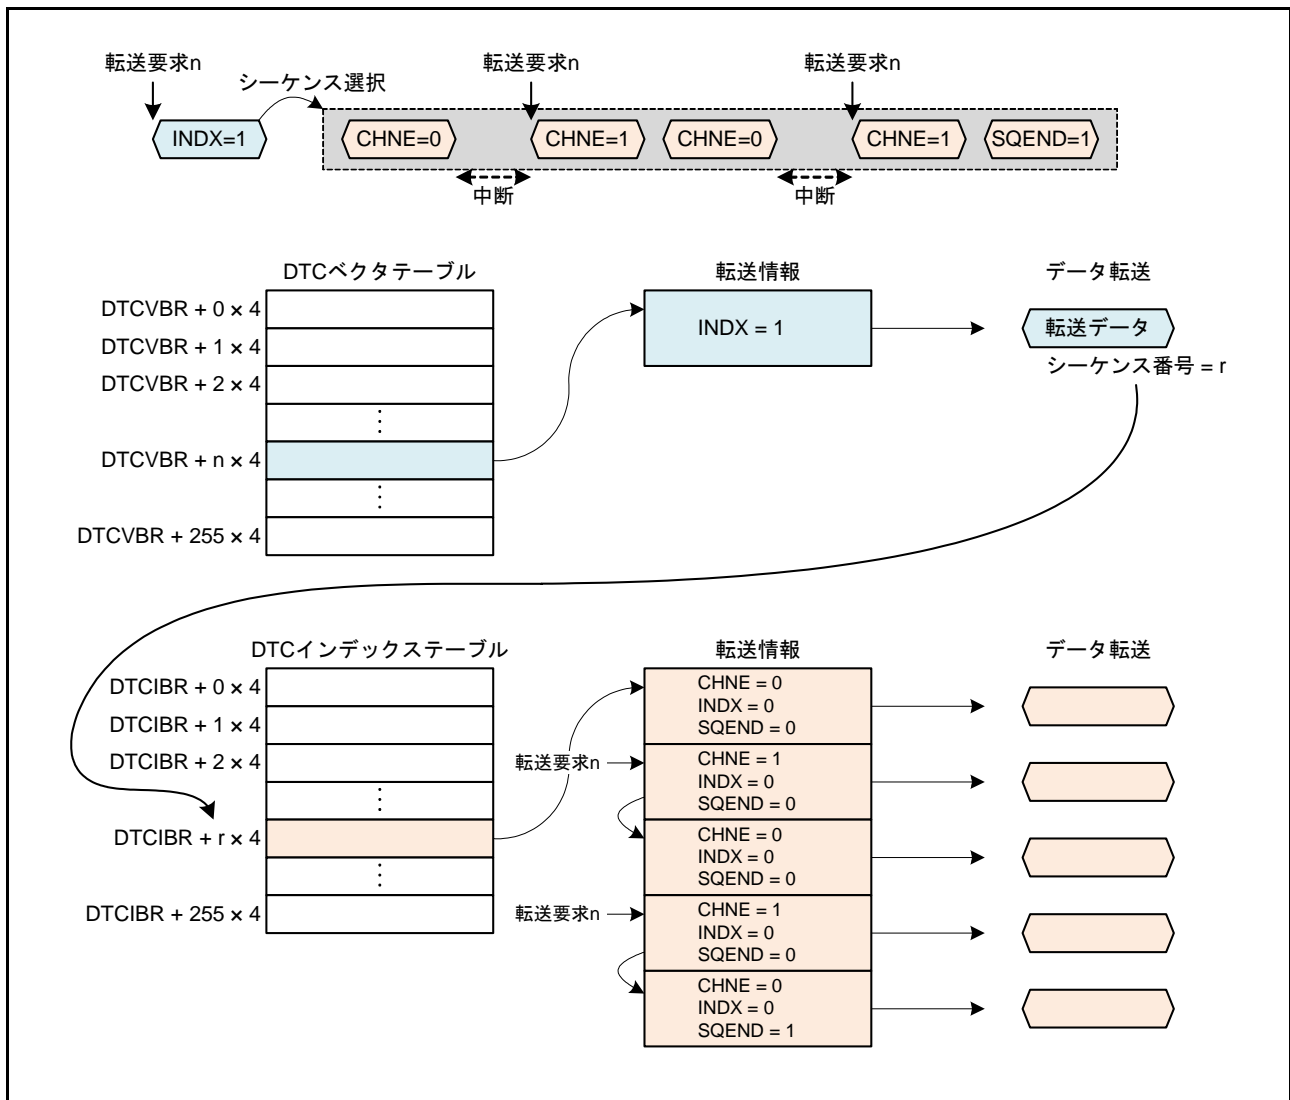 転送要求n 転送要求n 転送要求n
シーケンス選択
INDX=1 CHNE=0 CHNE=1 CHNE=0 CHNE=1 SQEND=1
中断 中断
DTCベクタテーブル 転送情報 データ転送
DTCVBR + 0 × 4
INDX = 1 転送データ
DTCVBR + 1 × 4
シーケンス番号 = r
DTCVBR + 2 × 4
⋮
DTCVBR + n × 4
⋮
DTCVBR + 255 × 4
DTCインデックステーブル 転送情報 データ転送
DTCIBR + 0 × 4
DTCIBR + 1 × 4
DTCIBR + 2 × 4
⋮
DTCIBR + r × 4
⋮
DTCIBR + 255 × 4
CHNE = 0
INDX = 0
SQEND = 0
転送要求n
CHNE = 1
INDX = 0
SQEND = 0
CHNE = 0
INDX = 0
SQEND = 0
転送要求n
CHNE = 1
INDX = 0
SQEND = 0
CHNE = 0
INDX = 0
SQEND = 1